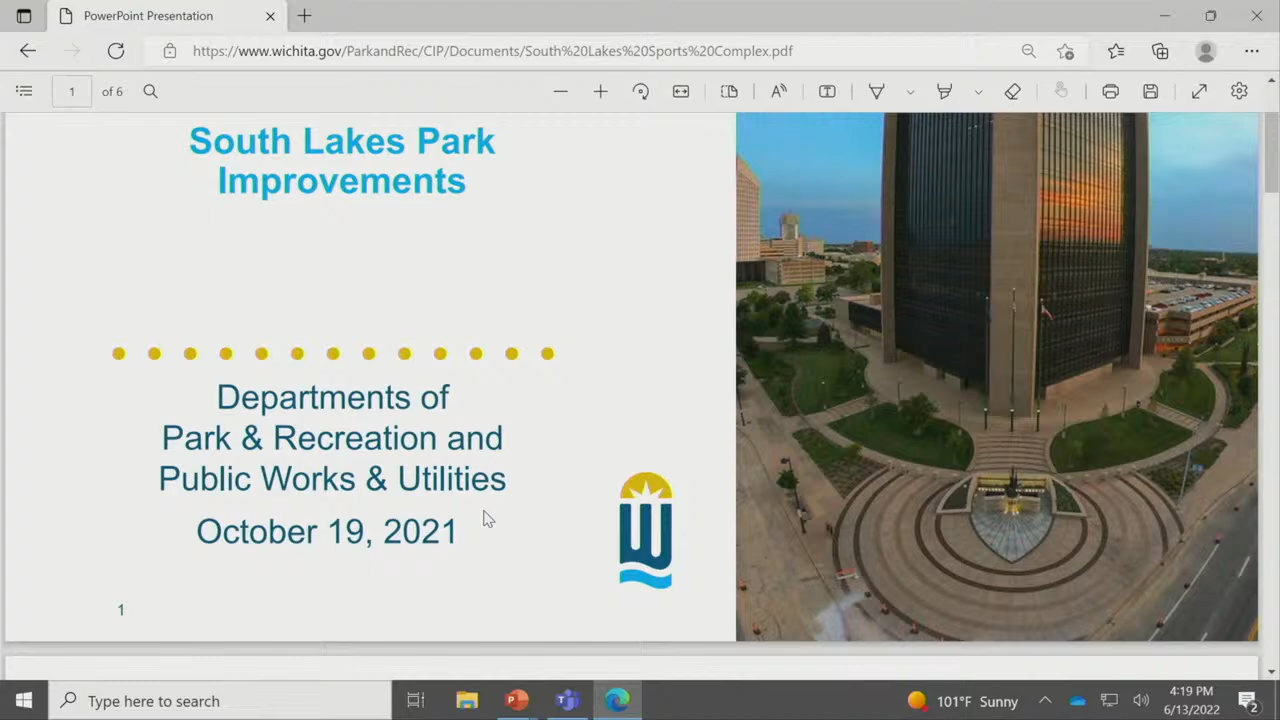 PowerPoint Presentation
https://www.wichita.gov/ParkandRec/CIP/Documents/South%20Lakes%20Sports%20Complex.pdf
1 of 6
South Lakes Park
Improvements
Departments of
Park & Recreation and
Public Works & Utilities
October 19, 2021
1
Type here to search
101°F Sunny
4:19 PM
6/13/2022
2